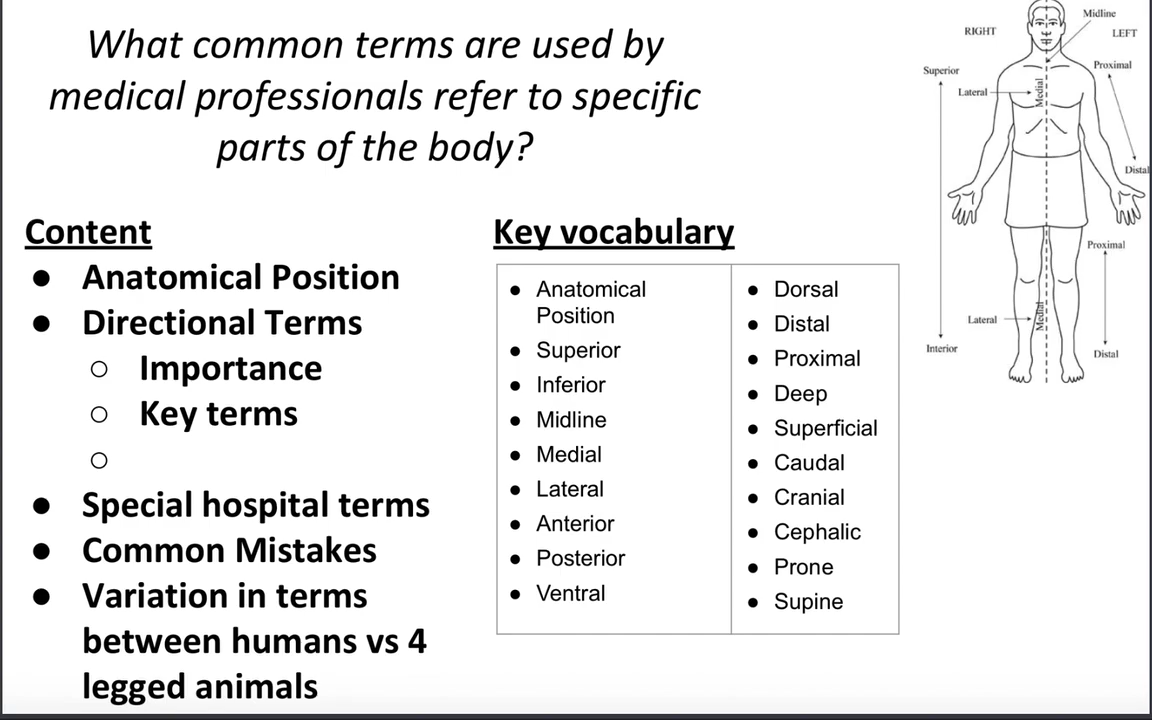 What common terms are used by
medical professionals refer to specific
parts of the body?
Content
● Anatomical Position
● Directional Terms
○ Importance
○ Key terms
○
● Special hospital terms
● Common Mistakes
● Variation in terms
between humans vs 4
legged animals
Key vocabulary
● Anatomical
Position
● Superior
● Inferior
● Midline
● Medial
● Lateral
● Anterior
● Posterior
● Ventral
● Dorsal
● Distal
● Proximal
● Deep
● Superficial
● Caudal
● Cranial
● Cephalic
● Prone
● Supine
Midline
RIGHT
LEFT
Superior
Proximal
Lateral
Medial
Distal
Proximal
Lateral
Medial
Interior
Distal